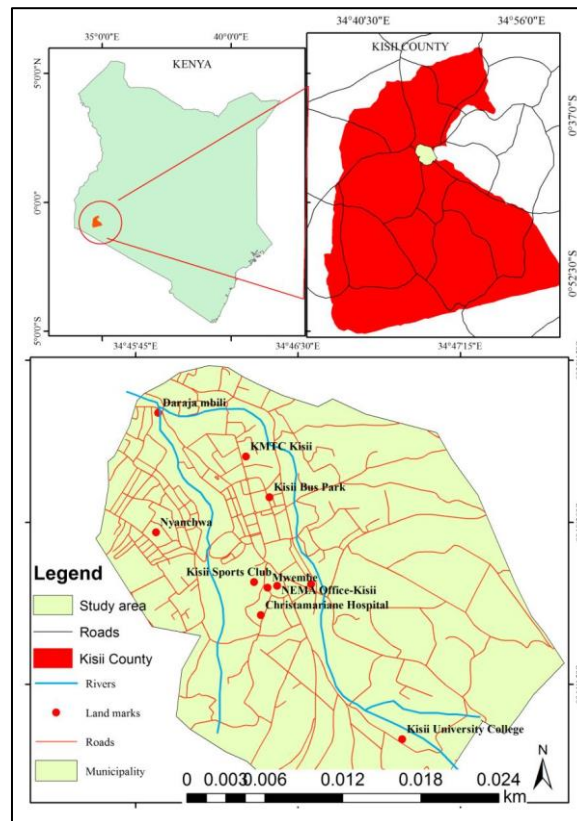 35°0'0"E 40°0'0"E
KENYA
5°0'0"N
0°0'0"
5°0'0"S
34°40'30"E 34°56'0"E
KISII COUNTY
0°37'0"S
0°52'30"S
34°45'45"E 34°46'30"E 34°47'15"E
Daraja mbili
KMTC Kisii
Kisii Bus Park
Nyanchwa
Kisii Sports Club
Mwembe
NEMA Office-Kisii
Christamariane Hospital
Kisii University College
Legend
Study area
Roads
Kisii County
Rivers
Land marks
Roads
Municipality
N
0 0.003 0.006 0.012 0.018 0.024
km